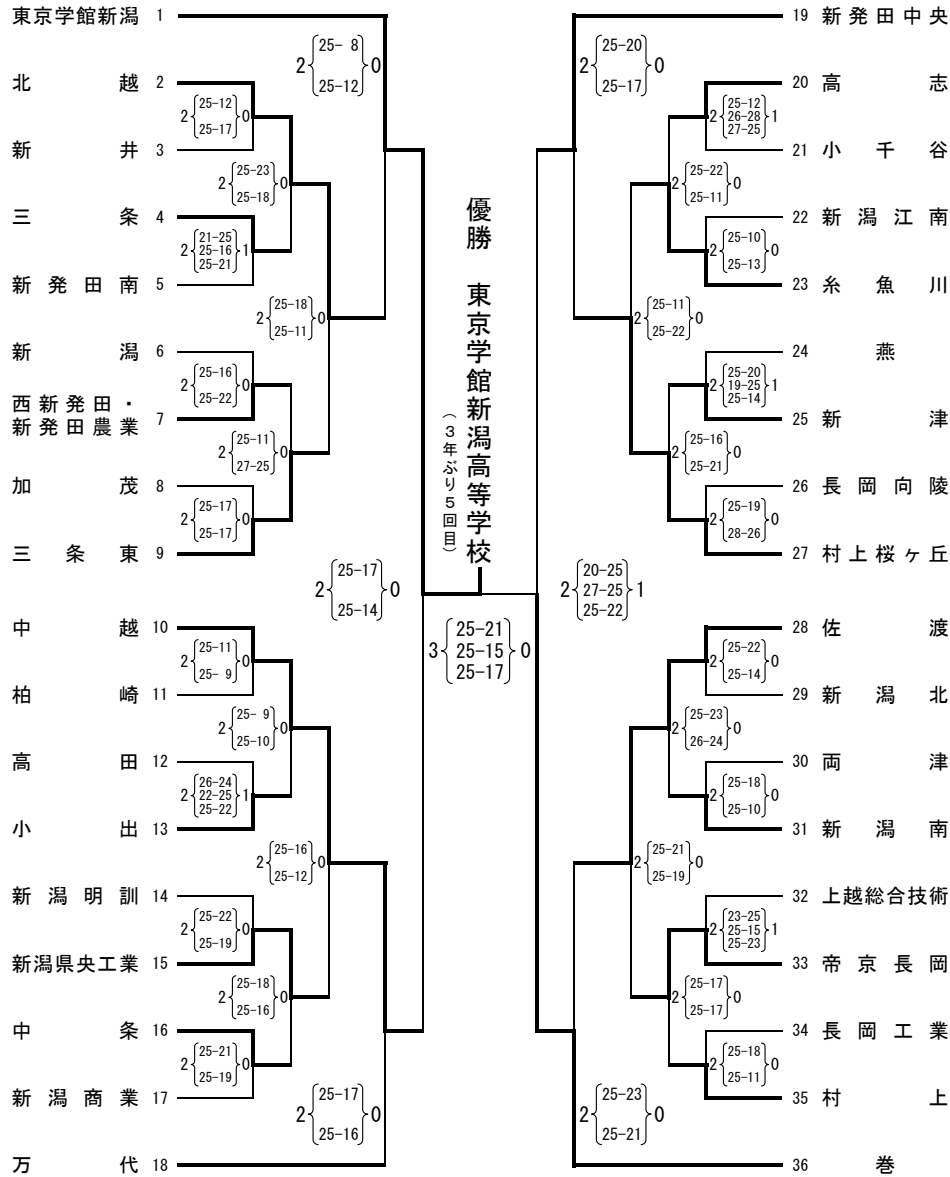 東京学館新潟 1
2 25- 8 0
25-12
北越 2
2 25-12 0
25-17
新井 3
2 25-23 0
25-18
三条 4
2 21-25 1
25-16
25-21
新発田南 5
2 25-18 0
25-11
新潟 6
2 25-16 0
25-22
西新発田・
新発田農業 7
2 25-11 0
27-25
加茂 8
2 25-17 0
25-17
三条東 9
2 25-17 0
25-14
中越 10
2 25-11 0
25- 9
柏崎 11
2 25- 9 0
25-10
高田 12
2 26-24 1
22-25
25-22
小出 13
2 25-16 0
25-12
新潟明訓 14
2 25-22 0
25-19
新潟県央工業 15
2 25-18 0
25-16
中条 16
2 25-21 0
25-19
新潟商業 17
2 25-17 0
25-16
万代 18
優勝 東京学館新潟高等学校
(3年ぶり5回目)
3 25-21 0
25-15
25-17
19 新発田中央
2 25-20 0
25-17
20 高志
2 25-12 1
26-28
27-25
21 小千谷
2 25-22 0
25-11
22 新潟江南
2 25-10 0
25-13
23 糸魚川
2 25-11 0
25-22
24 燕
2 25-20 1
19-25
25-14
25 新津
2 25-16 0
25-21
26 長岡向陵
2 25-19 0
28-26
27 村上桜ヶ丘
2 20-25 1
27-25
25-22
28 佐渡
2 25-22 0
25-14
29 新潟北
2 25-23 0
26-24
30 両津
2 25-18 0
25-10
31 新潟南
2 25-21 0
25-19
32 上越総合技術
2 23-25 1
25-15
25-23
33 帝京長岡
2 25-17 0
25-17
34 長岡工業
2 25-18 0
25-11
35 村上
2 25-23 0
25-21
36 巻